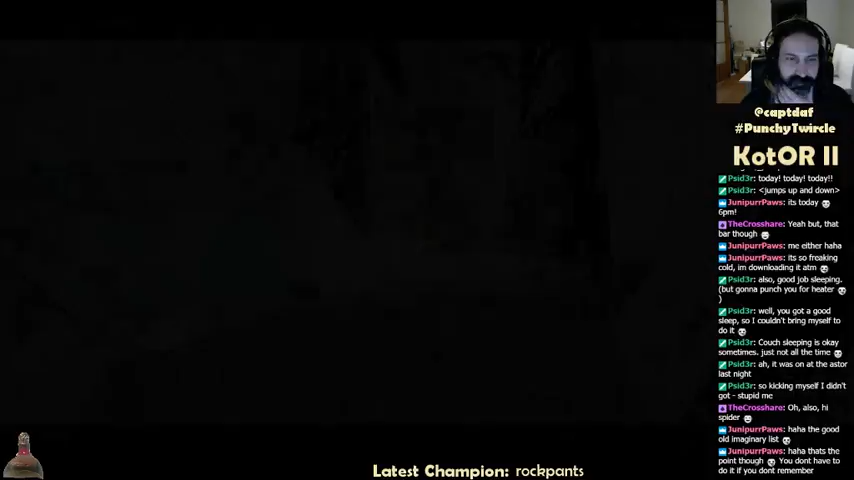 @captdaf
#PunchyTwircle
KotOR II
Psid3r: today! today! today!!
Psid3r: <jumps up and down>
JunipurrPaws: its today
6pm!
TheCrosshare: Yeah but, that
bar though
JunipurrPaws: me either haha
JunipurrPaws: its so freaking
cold, im downloading it atm
Psid3r: also, good job sleeping.
(but gonna punch you for heater
)
Psid3r: well, you got a good
sleep, so I couldn't bring myself to
do it
Psid3r: Couch sleeping is okay
sometimes. just not all the time
Psid3r: ah, it was on at the astor
last night
Psid3r: so kicking myself I didn't
got - stupid me
TheCrosshare: Oh, also, hi
spider
JunipurrPaws: haha the good
old imaginary list
JunipurrPaws: haha thats the
point though You dont have to
do it if you dont remember
Latest Champion: rockpants